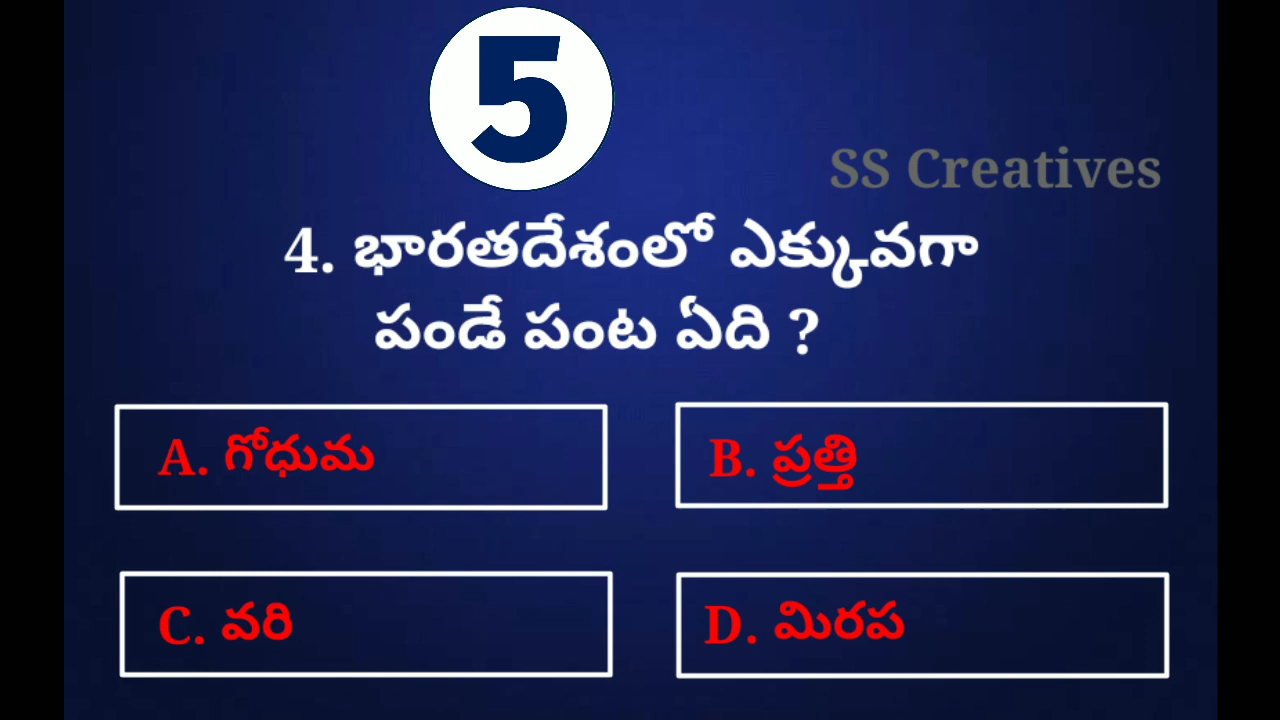 5
SS Creatives
4. భారతదేశంలో ఎక్కువగా
పండే పంట ఏది ?
A. గోధుమ
B. ప్రత్తి
C. వరి
D. మిరప